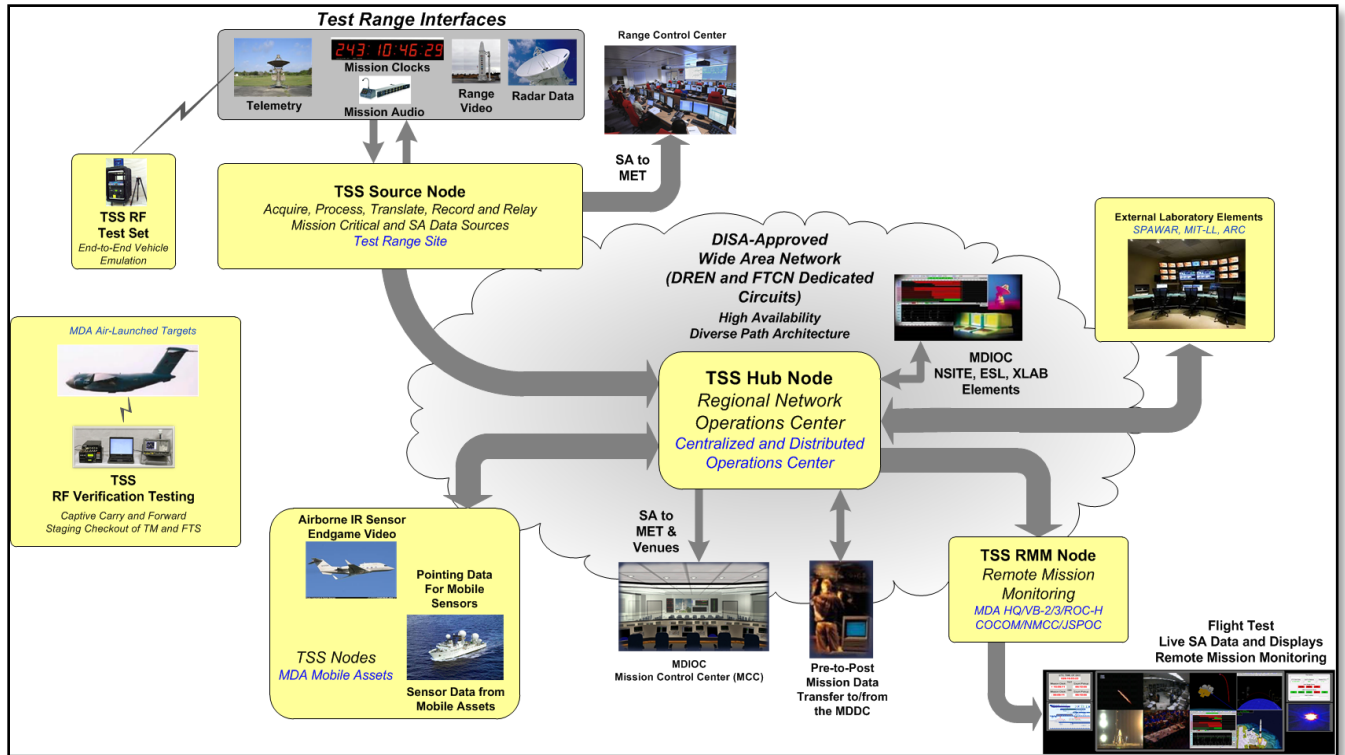 Test Range Interfaces
243:10:46:29
Mission Clocks
Telemetry
Mission Audio
Range
Video
Radar Data
Range Control Center
SA to
MET
TSS RF
Test Set
End-to-End Vehicle
Emulation
TSS Source Node
Acquire, Process, Translate, Record and Relay
Mission Critical and SA Data Sources
Test Range Site
DISA-Approved
Wide Area Network
(DREN and FTCN Dedicated
Circuits)
High Availability
Diverse Path Architecture
External Laboratory Elements
SPAWAR, MIT-LL, ARC
MDIOC
NSITE, ESL, XLAB
Elements
MDA Air-Launched Targets
TSS
RF Verification Testing
Captive Carry and Forward
Staging Checkout of TM and FTS
TSS Hub Node
Regional Network
Operations Center
Centralized and Distributed
Operations Center
Airborne IR Sensor
Endgame Video
Pointing Data
For Mobile
Sensors
TSS Nodes
MDA Mobile Assets
Sensor Data from
Mobile Assets
SA to
MET &
Venues
MDIOC
Mission Control Center (MCC)
Pre-to-Post
Mission Data
Transfer to/from
the MDDC
TSS RMM Node
Remote Mission
Monitoring
MDA HQ/VB-2/3/ROC-H
COCOM/NMCC/JSPOC
Flight Test
Live SA Data and Displays
Remote Mission Monitoring